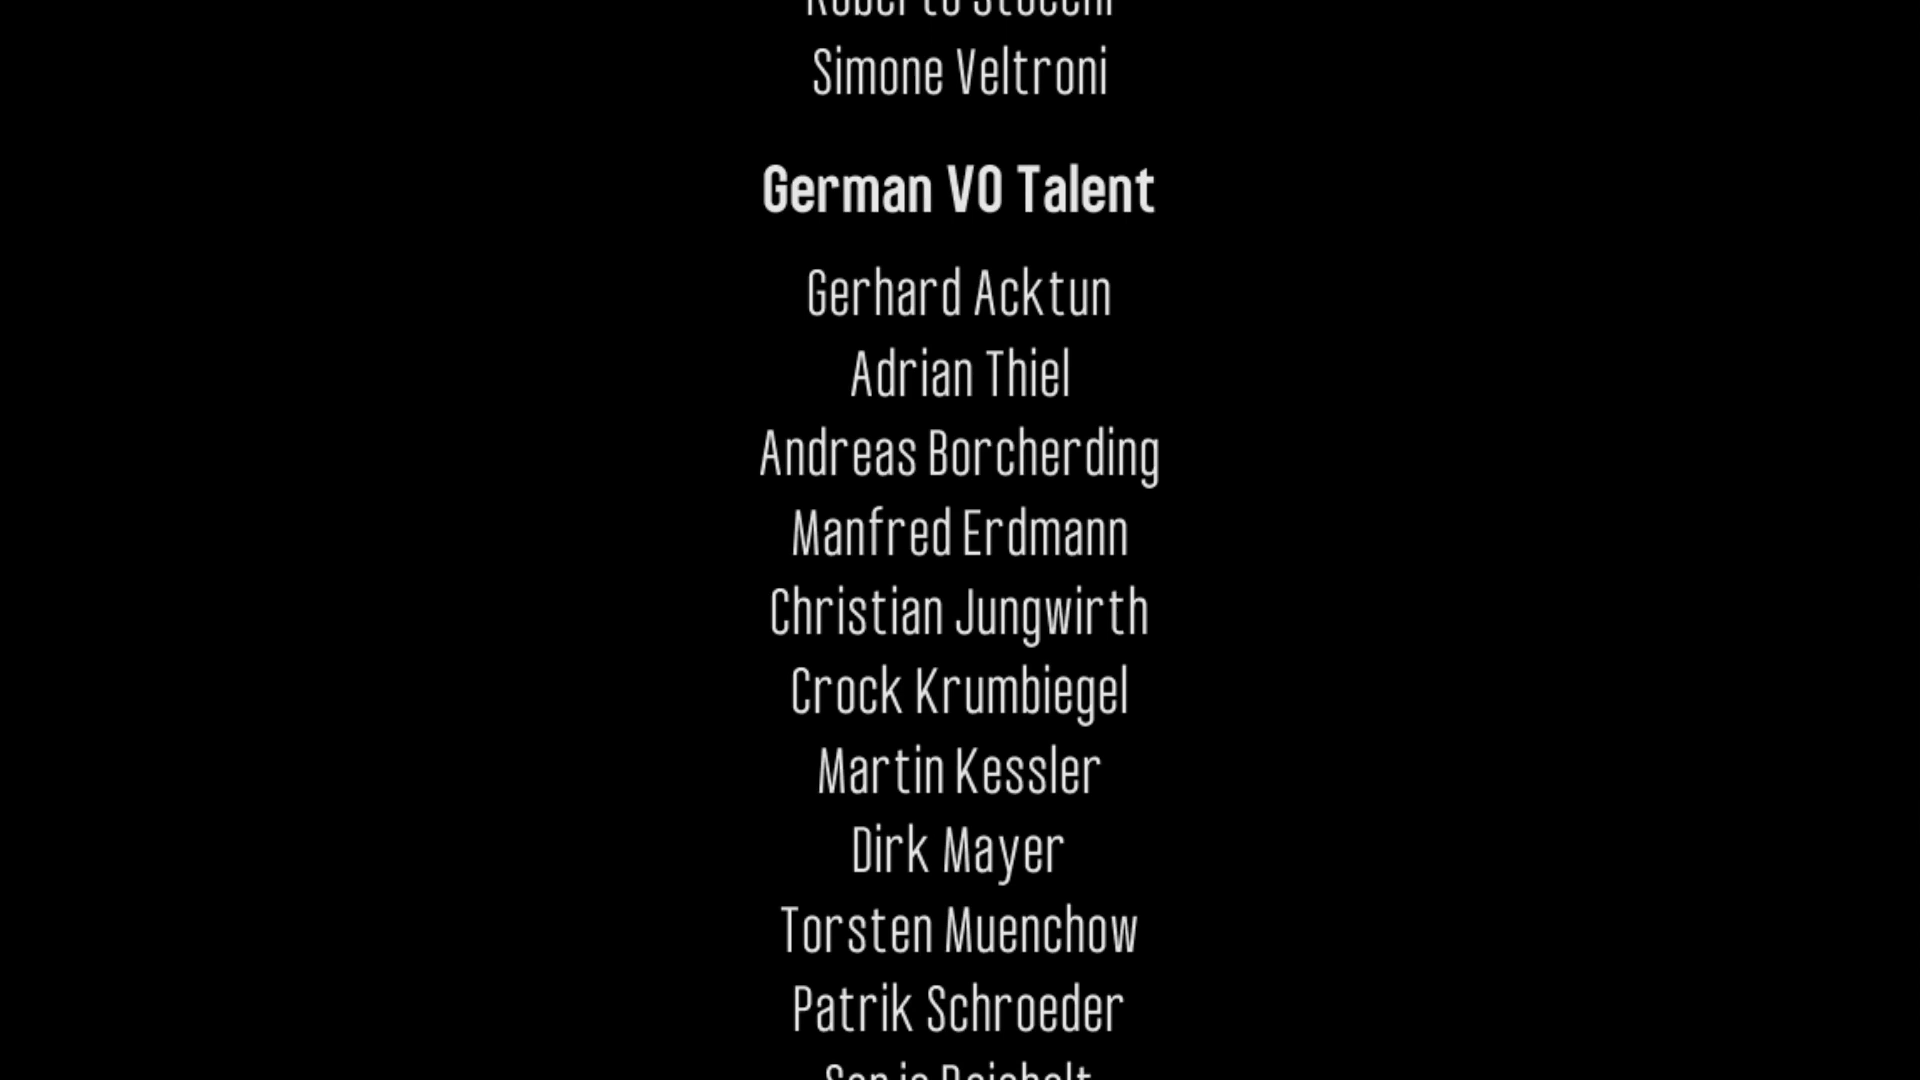 Simone Veltroni
German VO Talent
Gerhard Acktun
Adrian Thiel
Andreas Borcherding
Manfred Erdmann
Christian Jungwirth
Crock Krumbiegel
Martin Kessler
Dirk Mayer
Torsten Muenchow
Patrik Schroeder